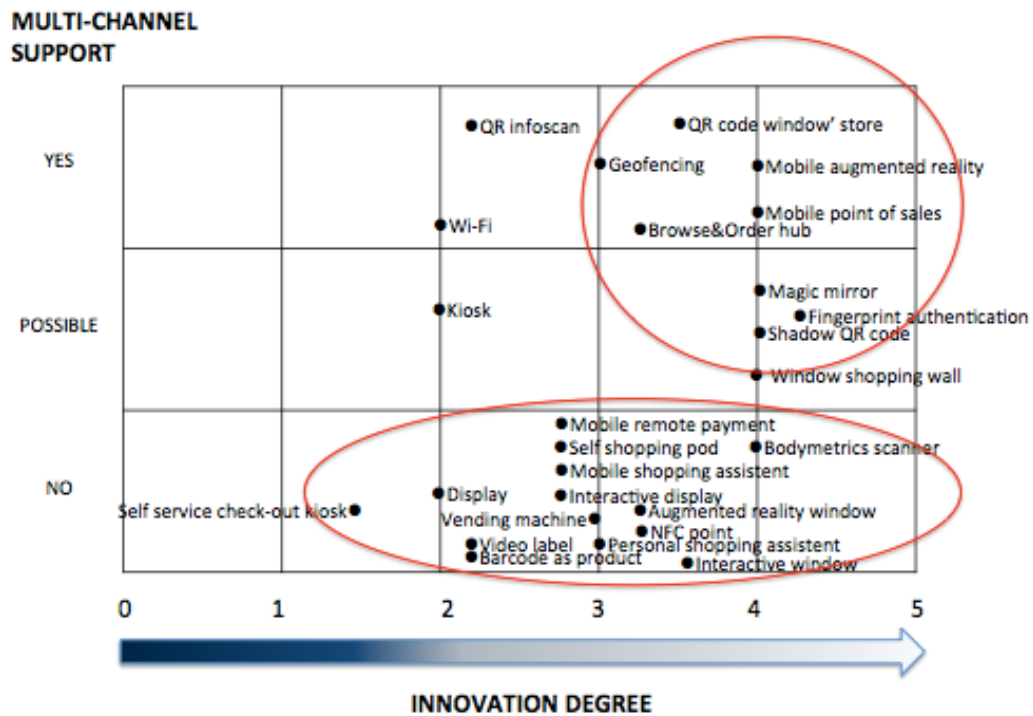 MULTI-CHANNEL
SUPPORT
YES
QR infoscan
QR code window' store
Geofencing
Mobile augmented reality
Mobile point of sales
Wi-Fi
Browse&Order hub
POSSIBLE
Magic mirror
Kiosk
Fingerprint authentication
Shadow QR code
Window shopping wall
NO
Mobile remote payment
Self shopping pod
Bodymetrics scanner
Mobile shopping assistent
Display
Interactive display
Self service check-out kiosk
Augmented reality window
Vending machine
NFC point
Video label
Personal shopping assistent
Barcode as product
Interactive window
0 1 2 3 4 5
INNOVATION DEGREE